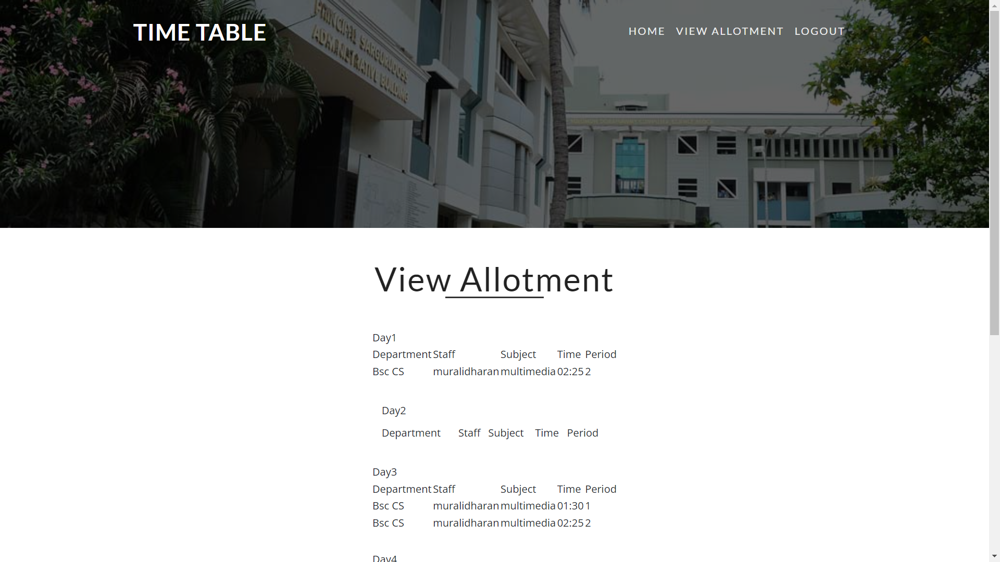 TIME TABLE
HOME VIEW ALLOTMENT LOGOUT
PRINCIPAL SARGURUDOSS
ADMINISTRATIVE BUILDING
View Allotment
Day1
Department Staff Subject Time Period
Bsc CS muralidharan multimedia 02:25 2
Day2
Department Staff Subject Time Period
Day3
Department Staff Subject Time Period
Bsc CS muralidharan multimedia 01:30 1
Bsc CS muralidharan multimedia 02:25 2
Day4